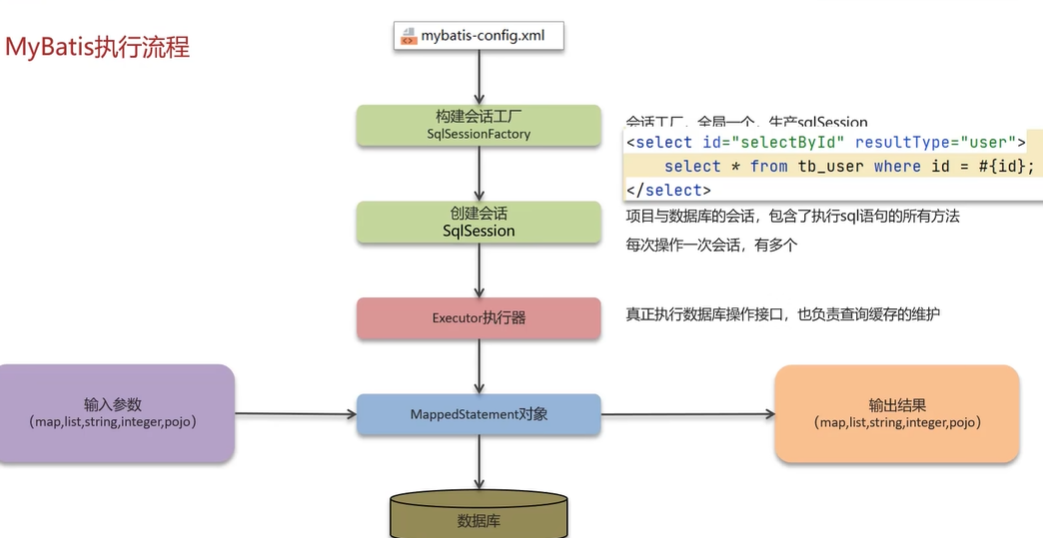 MyBatis执行流程
mybatis-config.xml
构建会话工厂
SqlSessionFactory
会话工厂，全局一个，生产sqlSession
<select id="selectById" resultType="user">
select * from tb_user where id = #{id};
</select>
创建会话
SqlSession
项目与数据库的会话，包含了执行sql语句的所有方法
每次操作一次会话，有多个
Executor执行器
真正执行数据库操作接口，也负责查询缓存的维护
输入参数
（map,list,string,integer,pojo）
MappedStatement对象
输出结果
（map,list,string,integer,pojo）
数据库